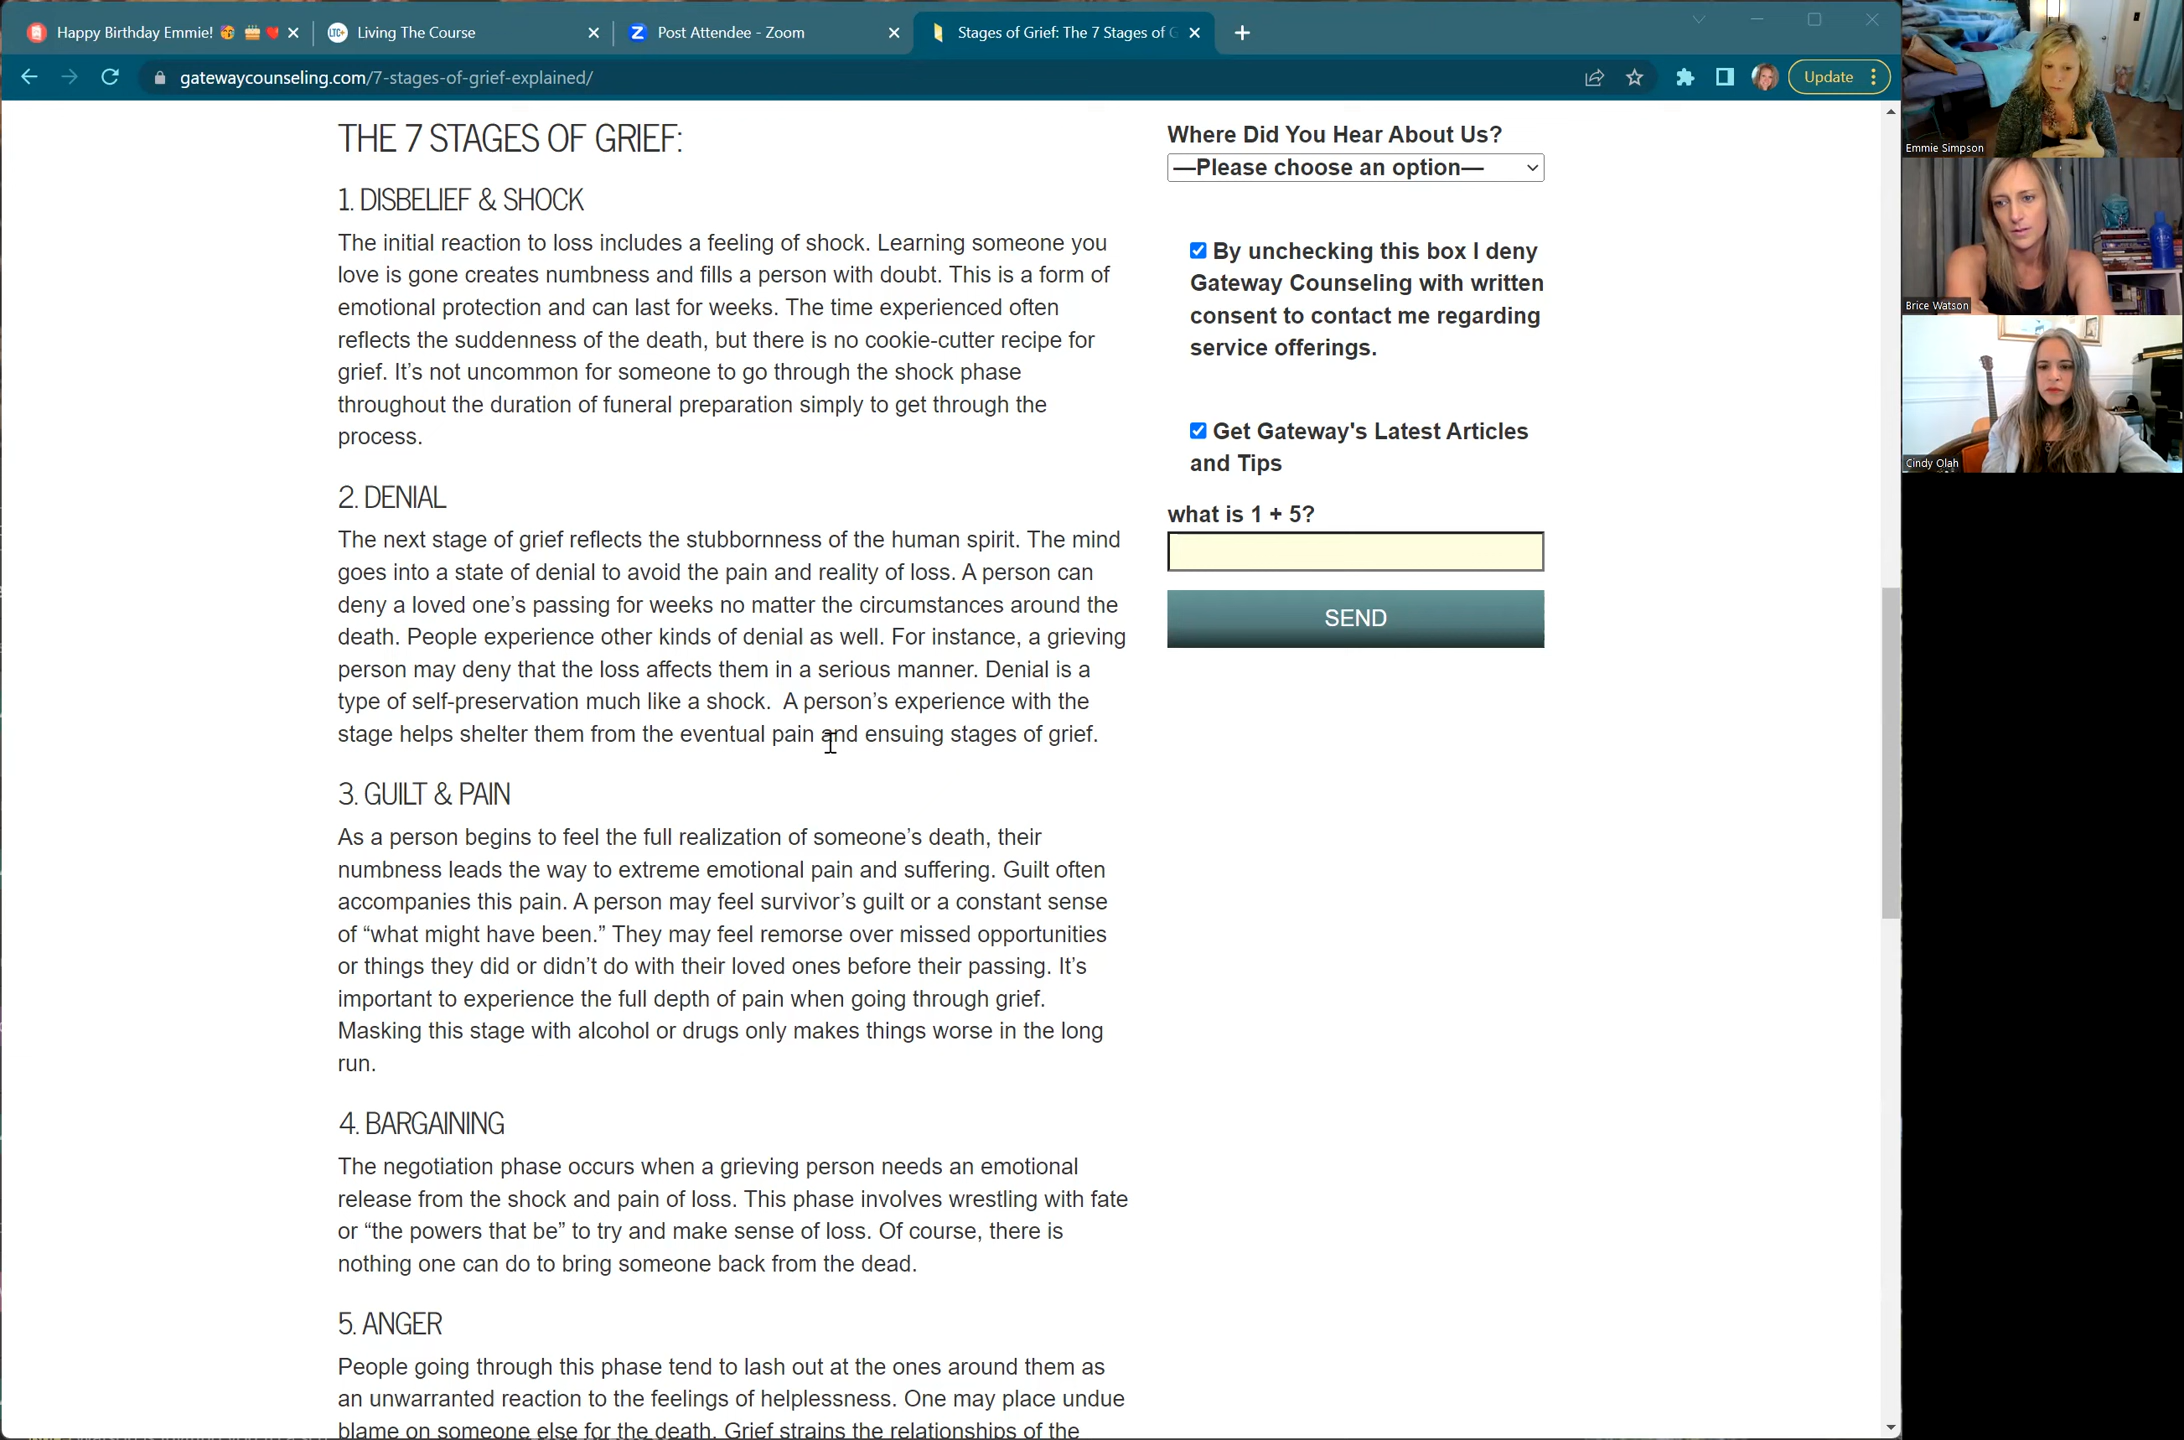 Happy Birthday Emmie! 🥳 🎂 ❤️
Living The Course
Post Attendee - Zoom
Stages of Grief: The 7 Stages of G
gatewaycounseling.com/7-stages-of-grief-explained/
Update
THE 7 STAGES OF GRIEF:
1. DISBELIEF & SHOCK
The initial reaction to loss includes a feeling of shock. Learning someone you
love is gone creates numbness and fills a person with doubt. This is a form of
emotional protection and can last for weeks. The time experienced often
reflects the suddenness of the death, but there is no cookie-cutter recipe for
grief. It’s not uncommon for someone to go through the shock phase
throughout the duration of funeral preparation simply to get through the
process.
2. DENIAL
The next stage of grief reflects the stubbornness of the human spirit. The mind
goes into a state of denial to avoid the pain and reality of loss. A person can
deny a loved one’s passing for weeks no matter the circumstances around the
death. People experience other kinds of denial as well. For instance, a grieving
person may deny that the loss affects them in a serious manner. Denial is a
type of self-preservation much like a shock.  A person’s experience with the
stage helps shelter them from the eventual pain and ensuing stages of grief.
3. GUILT & PAIN
As a person begins to feel the full realization of someone’s death, their
numbness leads the way to extreme emotional pain and suffering. Guilt often
accompanies this pain. A person may feel survivor’s guilt or a constant sense
of “what might have been.” They may feel remorse over missed opportunities
or things they did or didn’t do with their loved ones before their passing. It’s
important to experience the full depth of pain when going through grief.
Masking this stage with alcohol or drugs only makes things worse in the long
run.
4. BARGAINING
The negotiation phase occurs when a grieving person needs an emotional
release from the shock and pain of loss. This phase involves wrestling with fate
or “the powers that be” to try and make sense of loss. Of course, there is
nothing one can do to bring someone back from the dead.
5. ANGER
People going through this phase tend to lash out at the ones around them as
an unwarranted reaction to the feelings of helplessness. One may place undue
blame on someone else for the death. Grief strains the relationships of the
Where Did You Hear About Us?
—Please choose an option—
By unchecking this box I deny
Gateway Counseling with written
consent to contact me regarding
service offerings.
Get Gateway's Latest Articles
and Tips
what is 1 + 5?
SEND
Emmie Simpson
Brice Watson
Cindy Olah